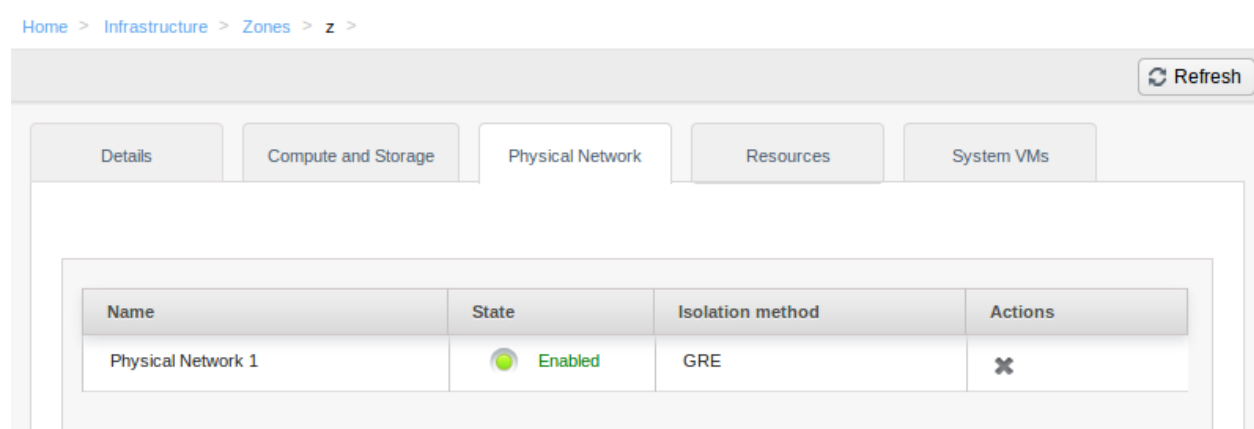 Home > Infrastructure > Zones > z >
Refresh
Details Compute and Storage Physical Network Resources System VMs
Name State Isolation method Actions
Physical Network 1 Enabled GRE